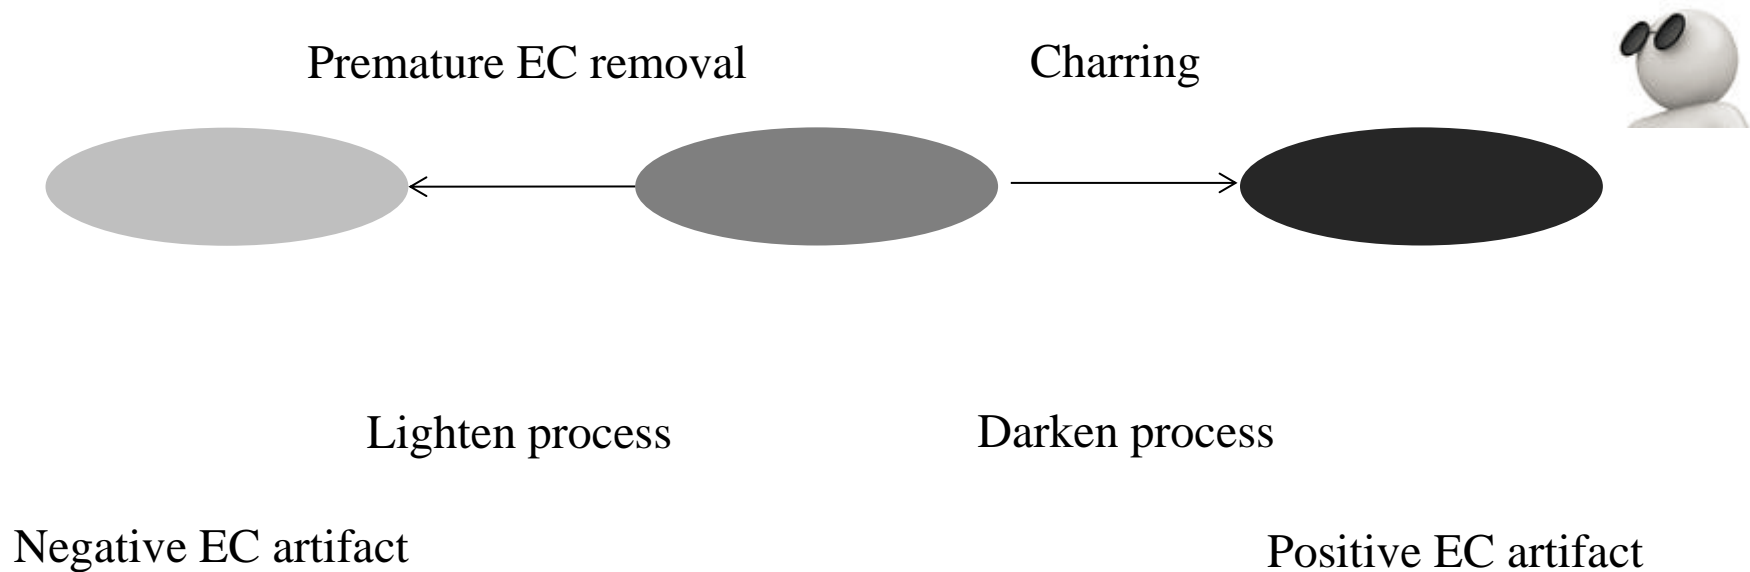 Premature EC removal
Charring
Lighten process
Darken process
Negative EC artifact
Positive EC artifact